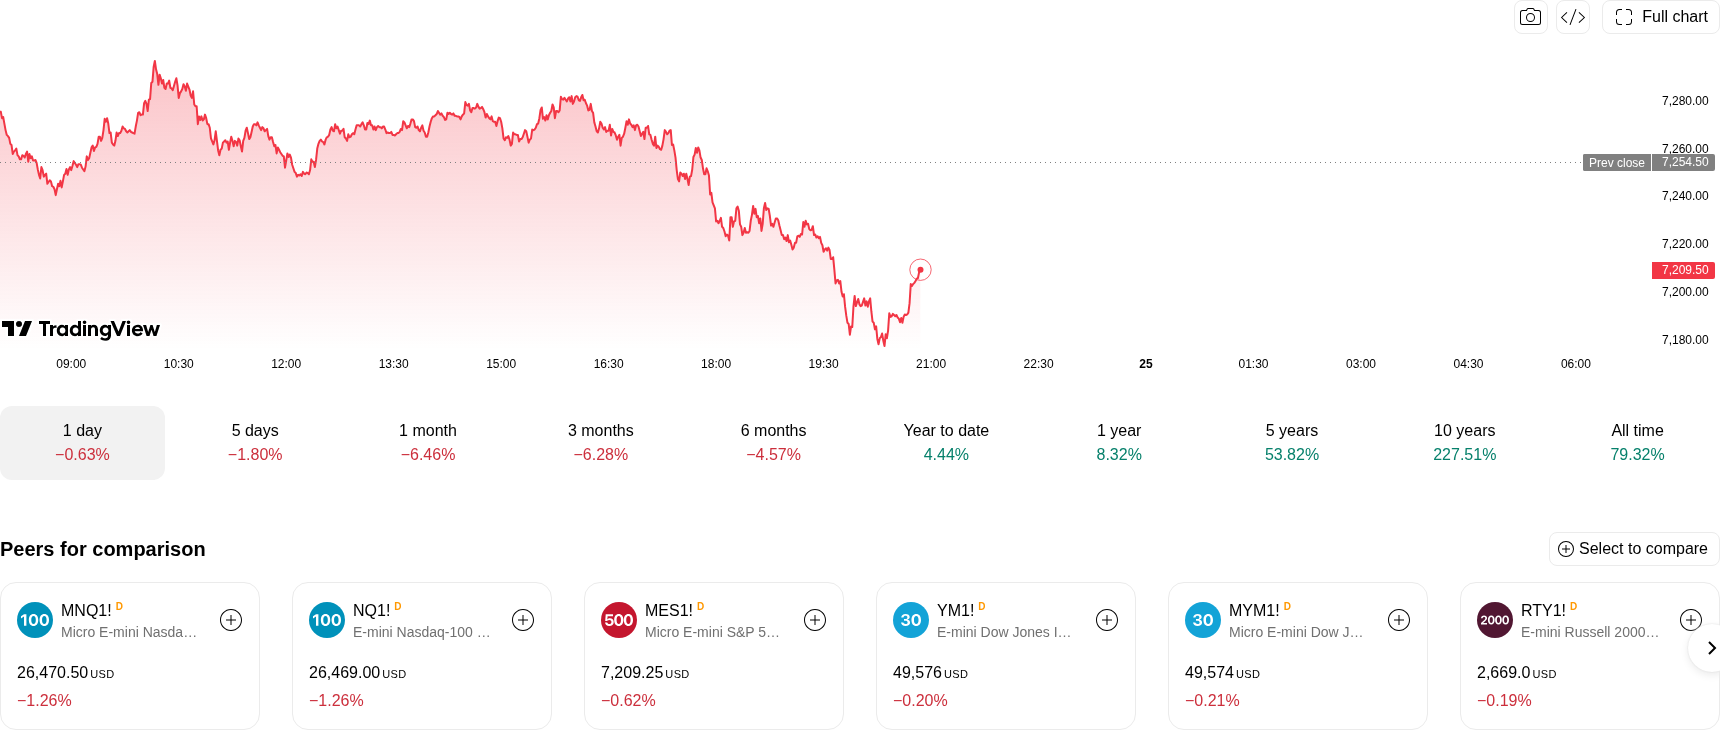 Full chart
7,280.00
7,260.00
Prev close 7,254.50
7,240.00
7,220.00
7,209.50
7,200.00
7,180.00
TradingView
09:00 10:30 12:00 13:30 15:00 16:30 18:00 19:30 21:00 22:30 25 01:30 03:00 04:30 06:00
1 day 5 days 1 month 3 months 6 months Year to date 1 year 5 years 10 years All time
−0.63% −1.80% −6.46% −6.28% −4.57% 4.44% 8.32% 53.82% 227.51% 79.32%
Peers for comparison
Select to compare
100 MNQ1! D
Micro E-mini Nasda…
26,470.50 USD
−1.26%
100 NQ1! D
E-mini Nasdaq-100 …
26,469.00 USD
−1.26%
500 MES1! D
Micro E-mini S&P 5…
7,209.25 USD
−0.62%
30 YM1! D
E-mini Dow Jones I…
49,576 USD
−0.20%
30 MYM1! D
Micro E-mini Dow J…
49,574 USD
−0.21%
2000 RTY1! D
E-mini Russell 2000…
2,669.0 USD
−0.19%